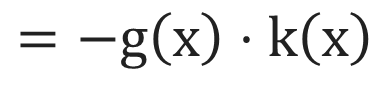 = −g(x) · k(x)